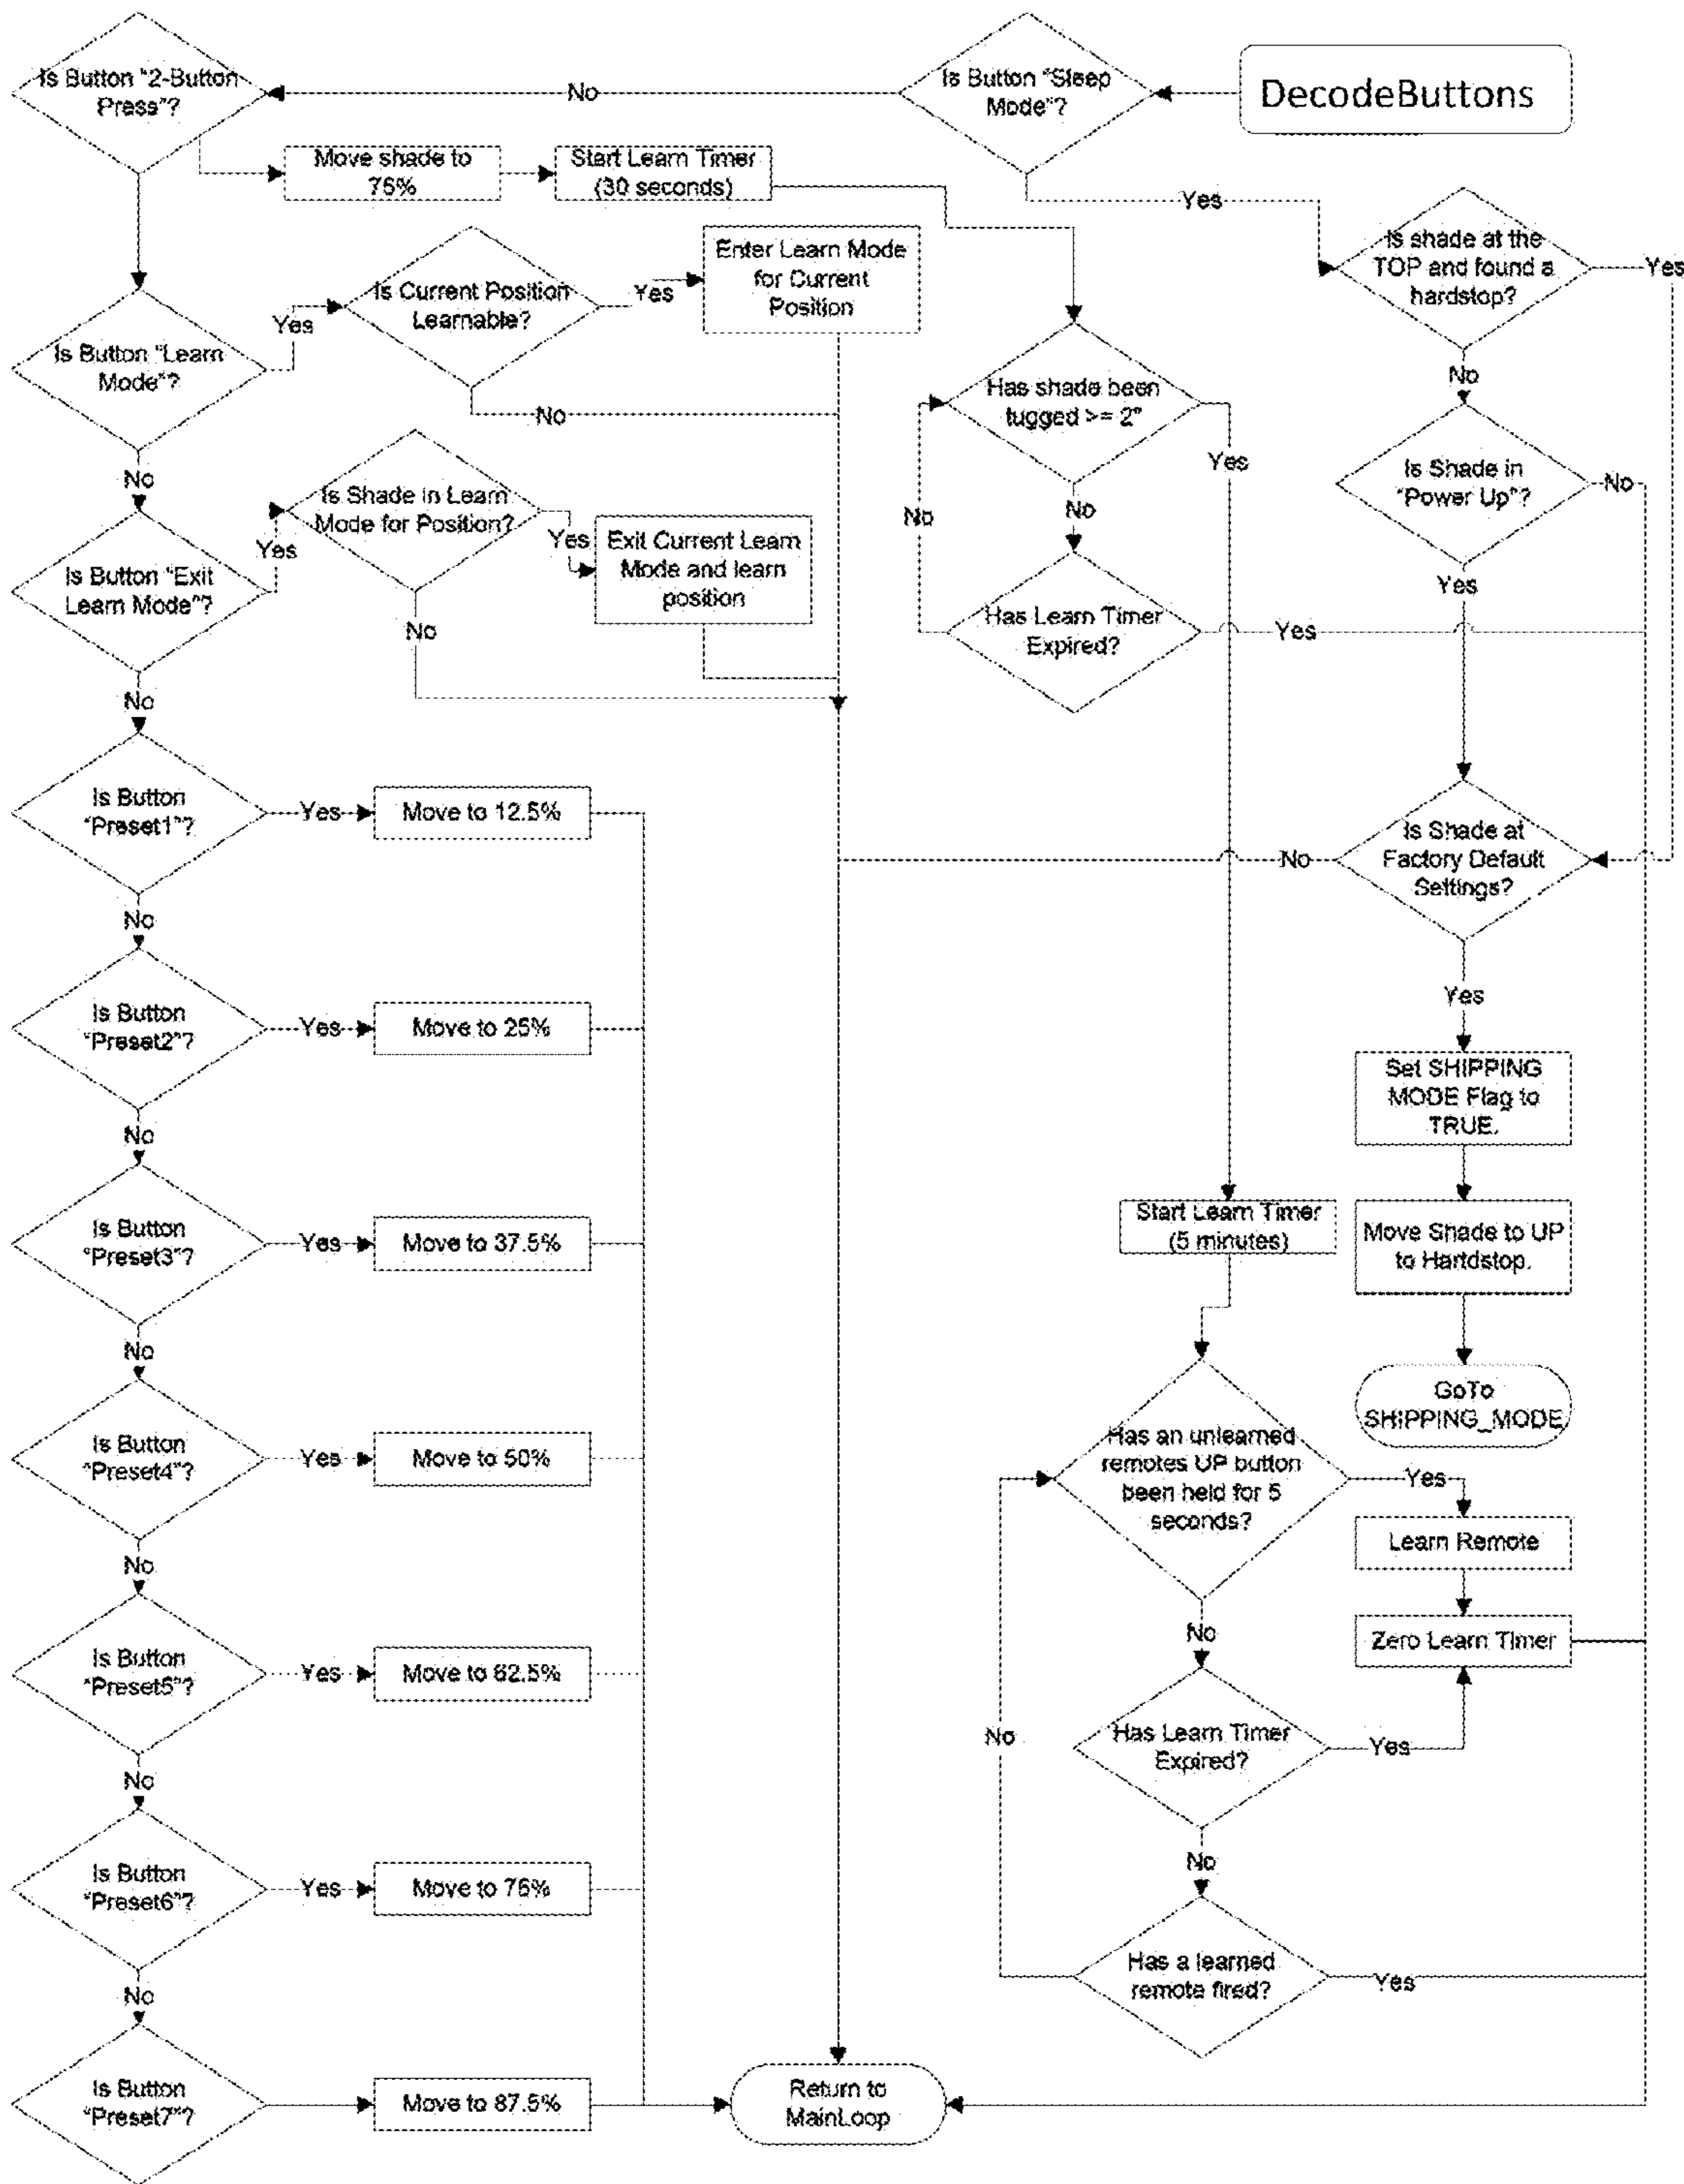 DecodeButtons
Is Button "Sleep
Mode"?
No
Is Button "2-Button
Press"?
Move shade to
75%
Start Learn Timer
(30 seconds)
Yes
Is shade at the
TOP and found a
hardstop?
Yes
No
Is Button "Learn
Mode"?
Yes
Is Current Position
Learnable?
Yes
Enter Learn Mode
for Current
Position
No
Has shade been
tugged >= 2"
Yes
No
No
Is Shade in
"Power Up"?
No
Yes
No
Is Button "Exit
Learn Mode"?
Yes
Is Shade in Learn
Mode for Position?
Yes
Exit Current Learn
Mode and learn
position
No
Has Learn Timer
Expired?
Yes
No
Is Button
"Preset1"?
Yes
Move to 12.5%
No
Is Shade at
Factory Default
Settings?
No
Yes
Is Button
"Preset2"?
Yes
Move to 25%
No
Set SHIPPING
MODE Flag to
TRUE.
Is Button
"Preset3"?
Yes
Move to 37.5%
No
Start Learn Timer
(5 minutes)
Move Shade to UP
to Hartdstop.
GoTo
SHIPPING_MODE
Is Button
"Preset4"?
Yes
Move to 50%
No
Has an unlearned
remotes UP button
been held for 5
seconds?
Yes
Learn Remote
No
Zero Learn Timer
Is Button
"Preset5"?
Yes
Move to 62.5%
No
No
Has Learn Timer
Expired?
Yes
No
Is Button
"Preset6"?
Yes
Move to 75%
No
Has a learned
remote fired?
Yes
Is Button
"Preset7"?
Move to 87.5%
Return to
MainLoop